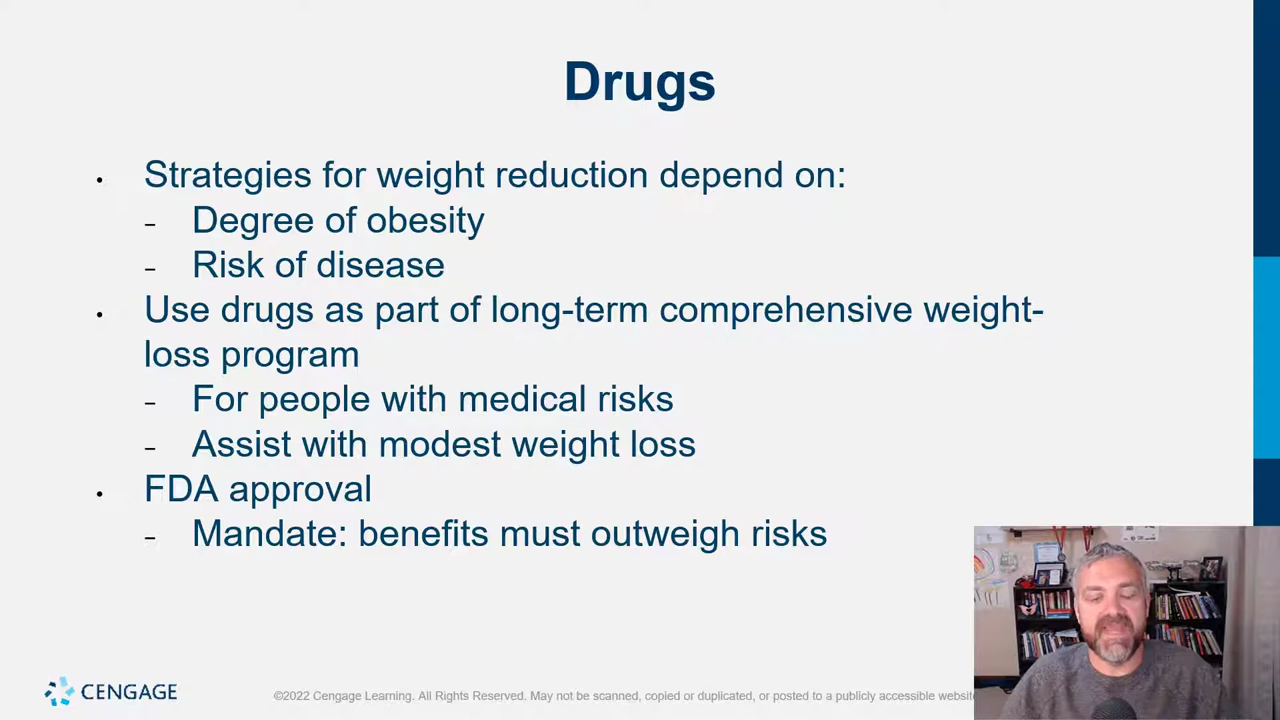 Drugs
• Strategies for weight reduction depend on:
– Degree of obesity
– Risk of disease
• Use drugs as part of long-term comprehensive weight-
loss program
– For people with medical risks
– Assist with modest weight loss
• FDA approval
– Mandate: benefits must outweigh risks
CENGAGE
©2022 Cengage Learning. All Rights Reserved. May not be scanned, copied or duplicated, or posted to a publicly accessible website